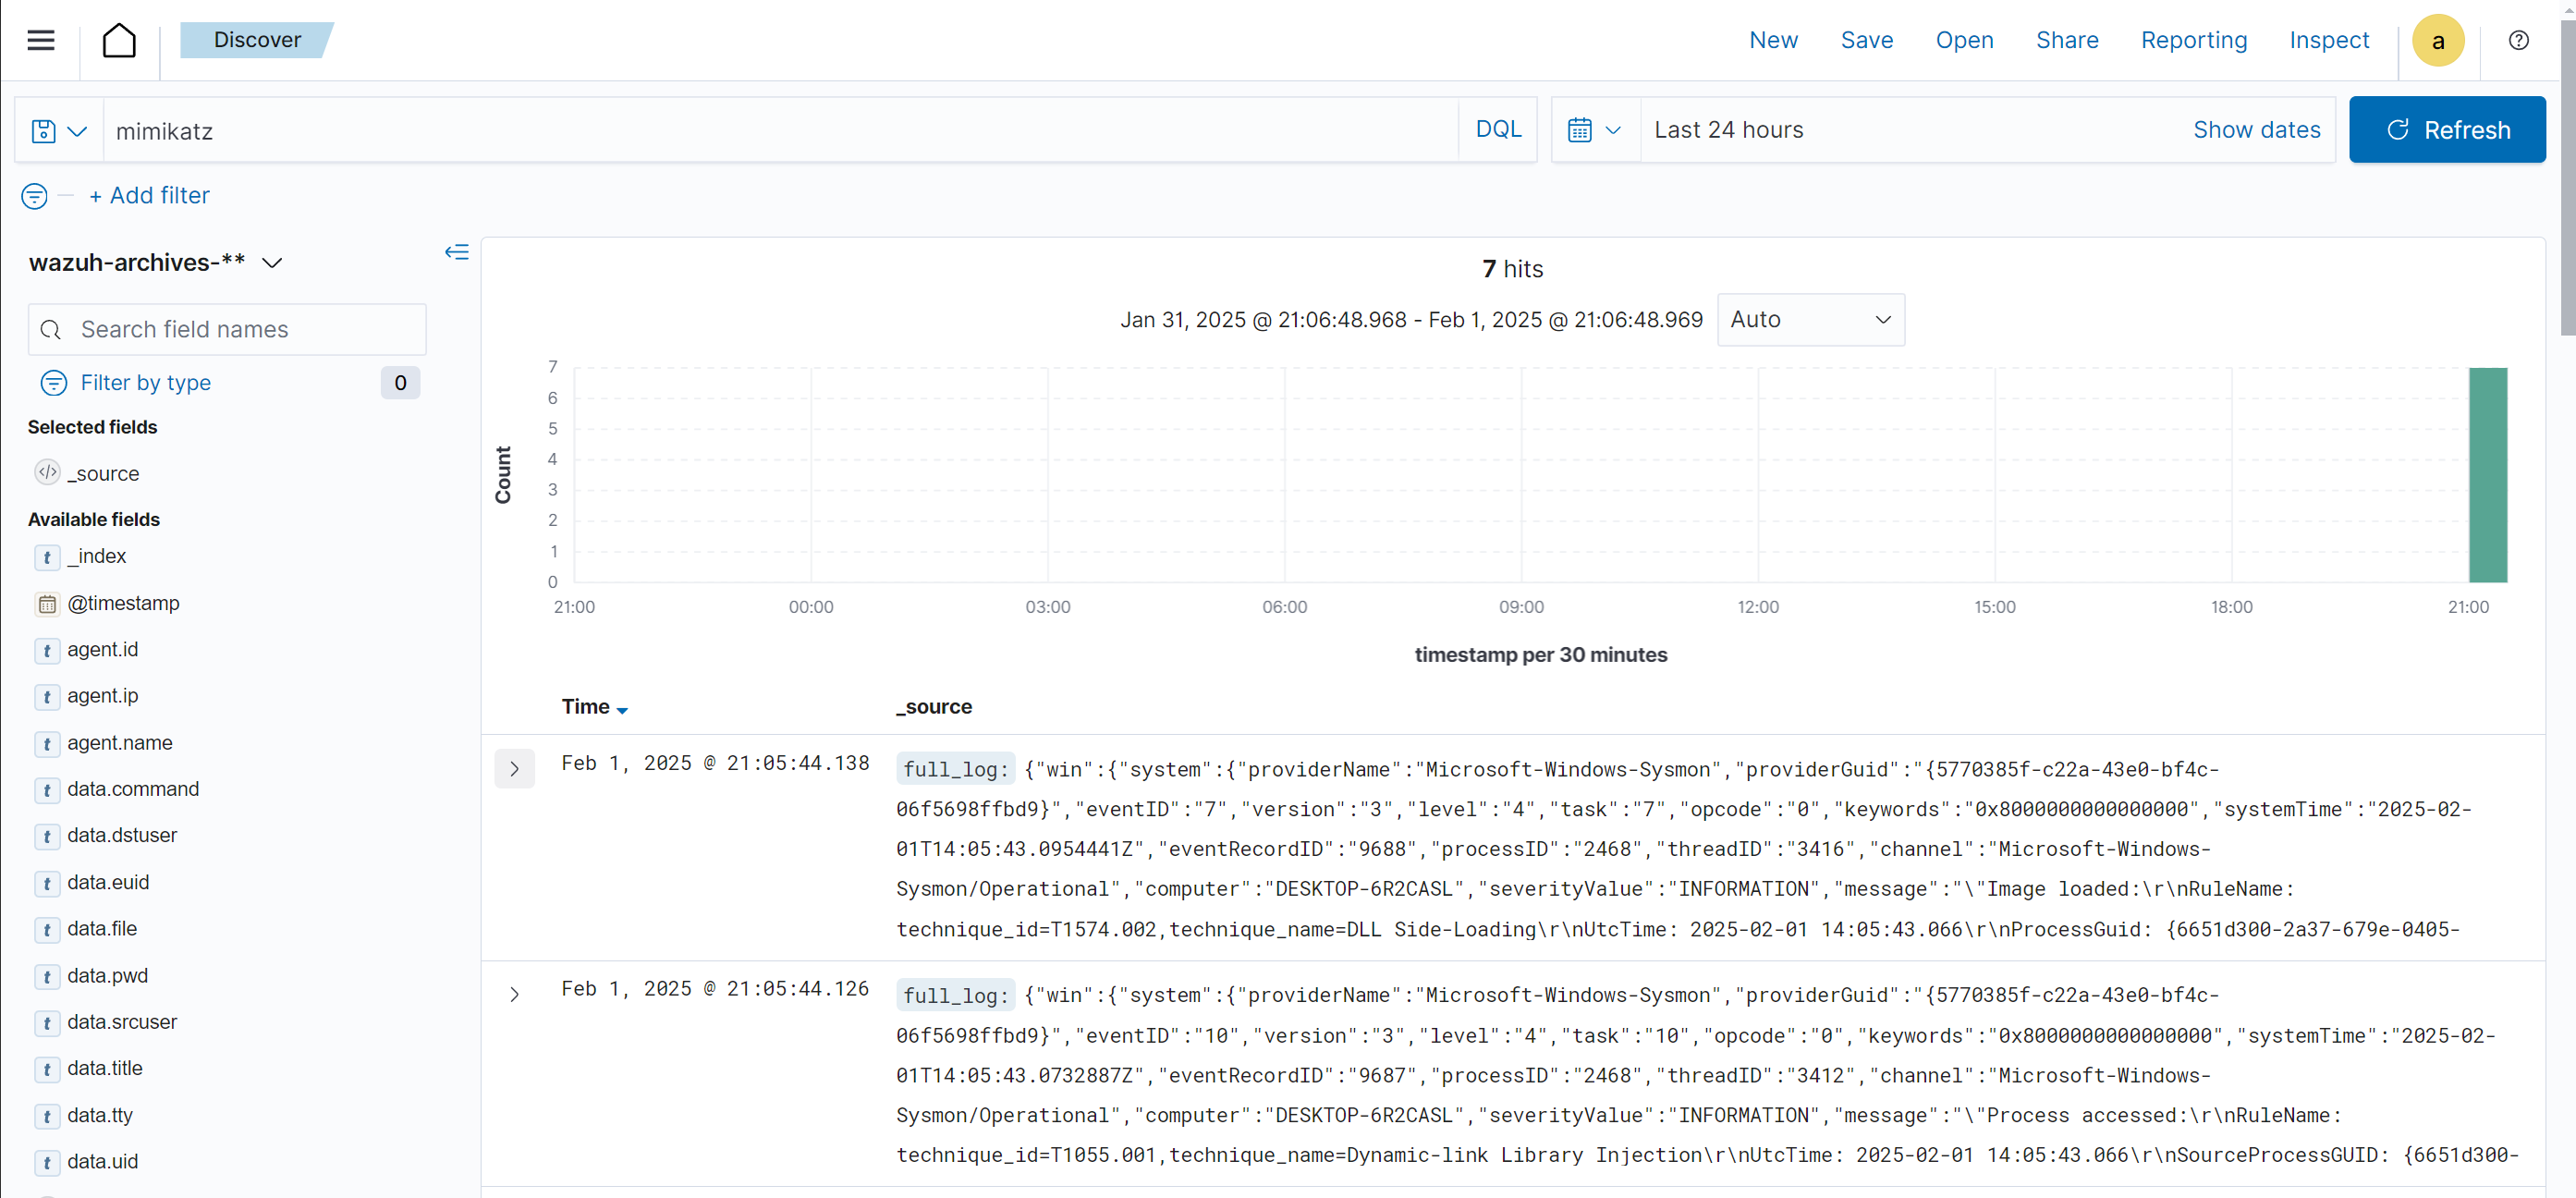 Discover
New Save Open Share Reporting Inspect a
mimikatz DQL Last 24 hours Show dates Refresh
+ Add filter
wazuh-archives-**
Search field names
Filter by type 0
Selected fields
_source
Available fields
t _index
@timestamp
t agent.id
t agent.ip
t agent.name
t data.command
t data.dstuser
t data.euid
t data.file
t data.pwd
t data.srcuser
t data.title
t data.tty
t data.uid
7 hits
Jan 31, 2025 @ 21:06:48.968 - Feb 1, 2025 @ 21:06:48.969 Auto
Count
7
6
5
4
3
2
1
0
21:00 00:00 03:00 06:00 09:00 12:00 15:00 18:00 21:00
timestamp per 30 minutes
Time _source
Feb 1, 2025 @ 21:05:44.138 full_log: {"win":{"system":{"providerName":"Microsoft-Windows-Sysmon","providerGuid":"{5770385f-c22a-43e0-bf4c-
06f5698ffbd9}","eventID":"7","version":"3","level":"4","task":"7","opcode":"0","keywords":"0x8000000000000000","systemTime":"2025-02-
01T14:05:43.0954441Z","eventRecordID":"9688","processID":"2468","threadID":"3416","channel":"Microsoft-Windows-
Sysmon/Operational","computer":"DESKTOP-6R2CASL","severityValue":"INFORMATION","message":"\"Image loaded:\r\nRuleName:
technique_id=T1574.002,technique_name=DLL Side-Loading\r\nUtcTime: 2025-02-01 14:05:43.066\r\nProcessGuid: {6651d300-2a37-679e-0405-
Feb 1, 2025 @ 21:05:44.126 full_log: {"win":{"system":{"providerName":"Microsoft-Windows-Sysmon","providerGuid":"{5770385f-c22a-43e0-bf4c-
06f5698ffbd9}","eventID":"10","version":"3","level":"4","task":"10","opcode":"0","keywords":"0x8000000000000000","systemTime":"2025-02-
01T14:05:43.0732887Z","eventRecordID":"9687","processID":"2468","threadID":"3412","channel":"Microsoft-Windows-
Sysmon/Operational","computer":"DESKTOP-6R2CASL","severityValue":"INFORMATION","message":"\"Process accessed:\r\nRuleName:
technique_id=T1055.001,technique_name=Dynamic-link Library Injection\r\nUtcTime: 2025-02-01 14:05:43.066\r\nSourceProcessGUID: {6651d300-